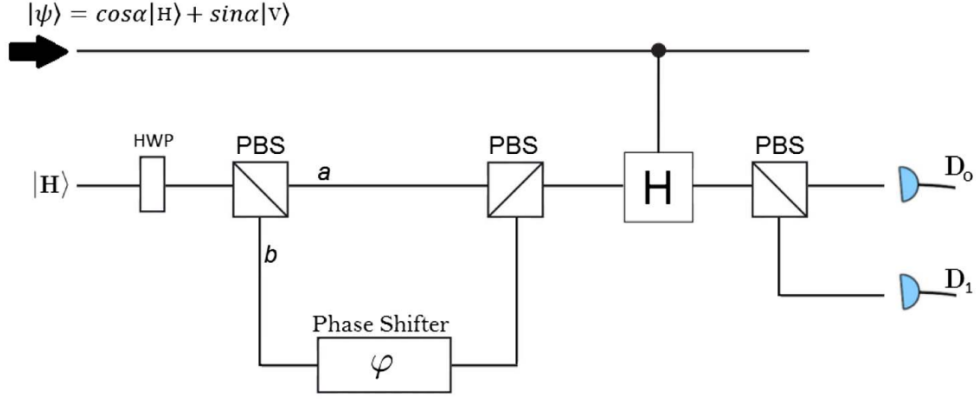 |ψ⟩ = cosα|H⟩ + sinα|V⟩
HWP
PBS
PBS
PBS
|H⟩
a
H
D₀
b
D₁
Phase Shifter
φ